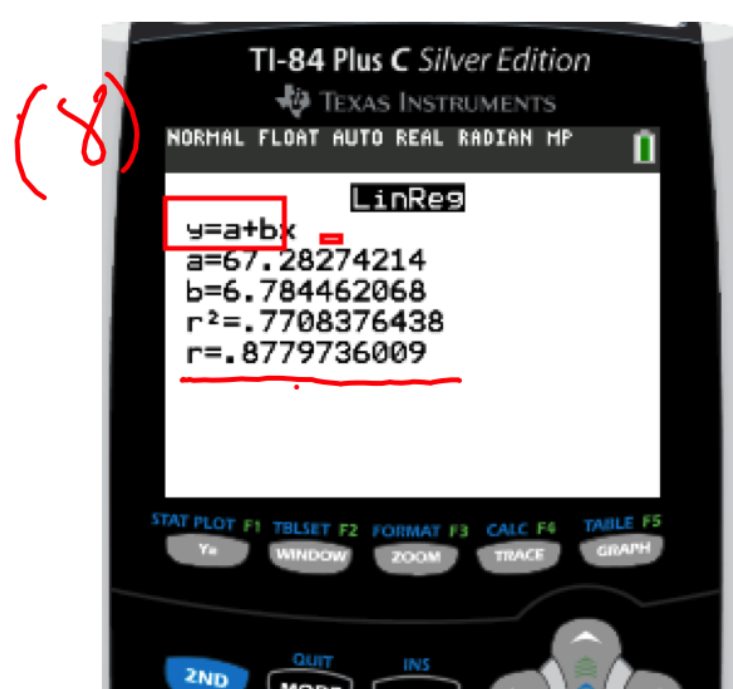 (8)
TI-84 Plus C Silver Edition
TEXAS INSTRUMENTS
NORMAL FLOAT AUTO REAL RADIAN MP
LinReg
y=a+bx
a=67.28274214
b=6.784462068
r²=.7708376438
r=.8779736009
STAT PLOT F1 TBLSET F2 FORMAT F3 CALC F4 TABLE F5
Y= WINDOW ZOOM TRACE GRAPH
QUIT INS
2ND MODE